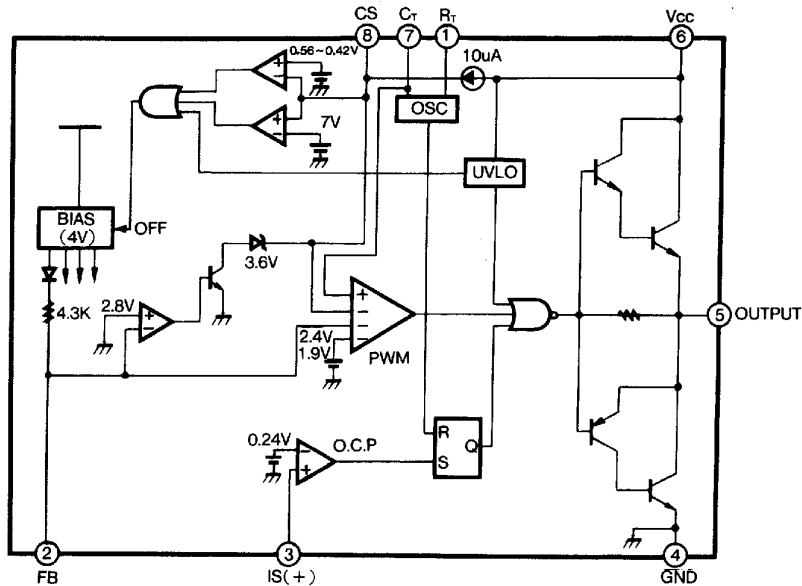 CS CT RT Vcc
8 7 1 6
0.56~0.42V
10uA
+
−
OSC
+
−
7V
UVLO
BIAS
(4V)
OFF
3.6V
4.3K
2.8V
+
−
+
−
−
−
2.4V
1.9V
PWM
5 OUTPUT
0.24V
−
+
O.C.P
R
S
Q
2 3 4
FB IS(+) GND